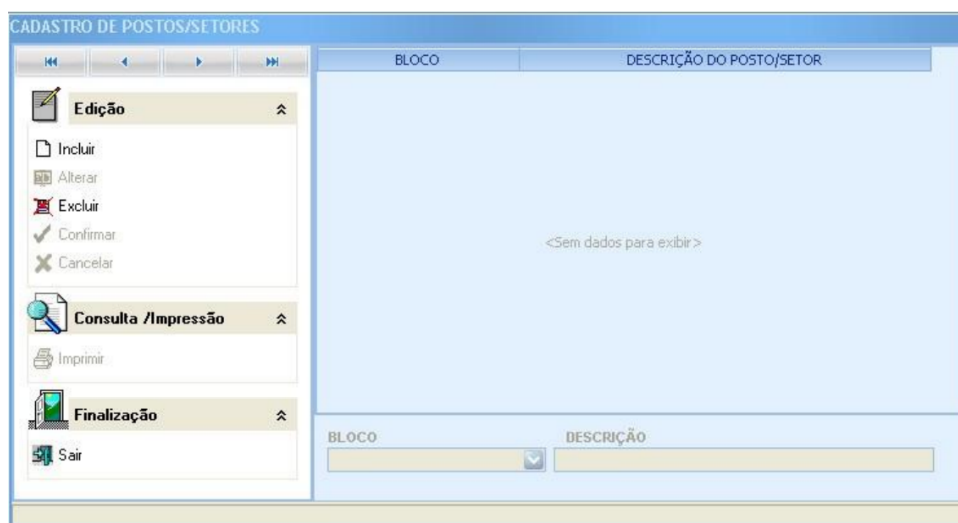 CADASTRO DE POSTOS/SETORES
BLOCO
DESCRIÇÃO DO POSTO/SETOR
Edição
Incluir
Alterar
Excluir
Confirmar
Cancelar
<Sem dados para exibir>
Consulta /Impressão
Imprimir
Finalização
Sair
BLOCO
DESCRIÇÃO